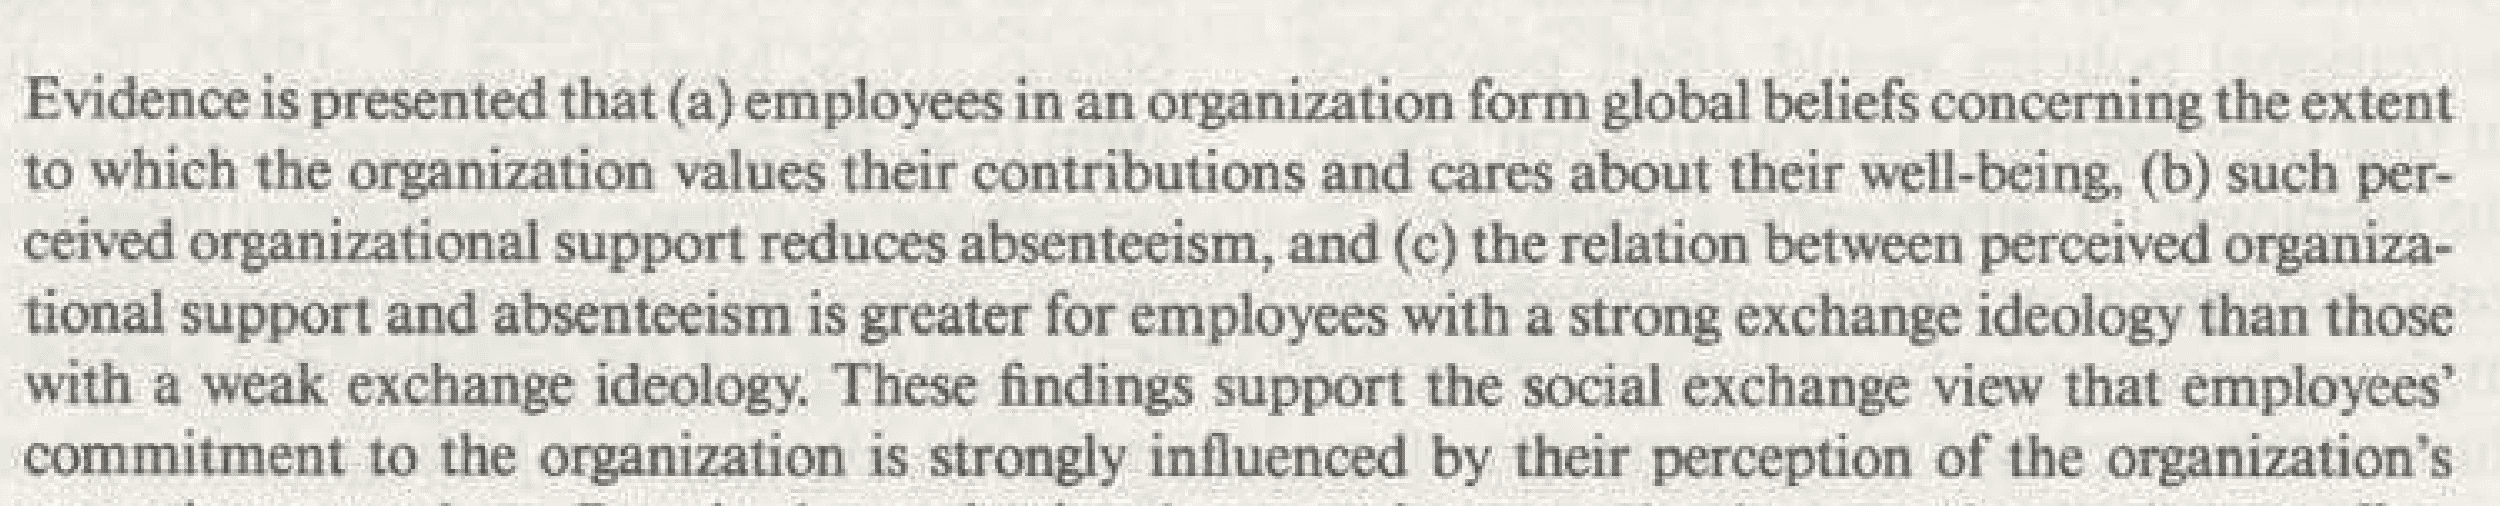 Evidence is presented that (a) employees in an organization form global beliefs concerning the extent
to which the organization values their contributions and cares about their well-being, (b) such per-
ceived organizational support reduces absenteeism, and (c) the relation between perceived organiza-
tional support and absenteeism is greater for employees with a strong exchange ideology than those
with a weak exchange ideology. These findings support the social exchange view that employees’
commitment to the organization is strongly influenced by their perception of the organization’s